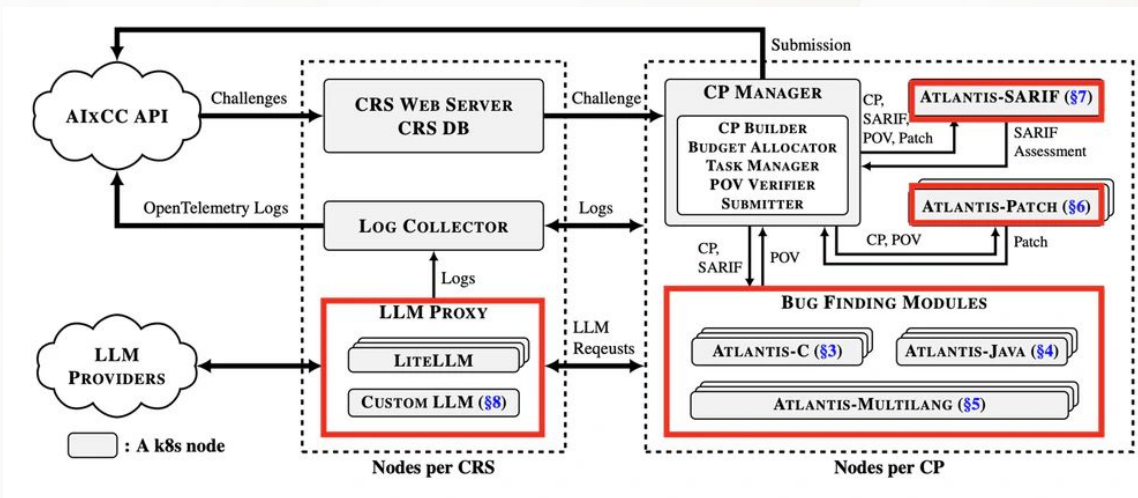 Submission
AIxCC API
Challenges
CRS WEB SERVER
CRS DB
Challenge
CP MANAGER
CP BUILDER
BUDGET ALLOCATOR
TASK MANAGER
POV VERIFIER
SUBMITTER
CP,
SARIF,
POV, Patch
ATLANTIS-SARIF (§7)
SARIF
Assessment
OpenTelemetry Logs
LOG COLLECTOR
Logs
ATLANTIS-PATCH (§6)
CP, POV
Patch
CP,
SARIF
POV
Logs
LLM PROXY
LITELLM
CUSTOM LLM (§8)
LLM
PROVIDERS
LLM
Reqeusts
BUG FINDING MODULES
ATLANTIS-C (§3)
ATLANTIS-JAVA (§4)
ATLANTIS-MULTILANG (§5)
: A k8s node
Nodes per CRS
Nodes per CP